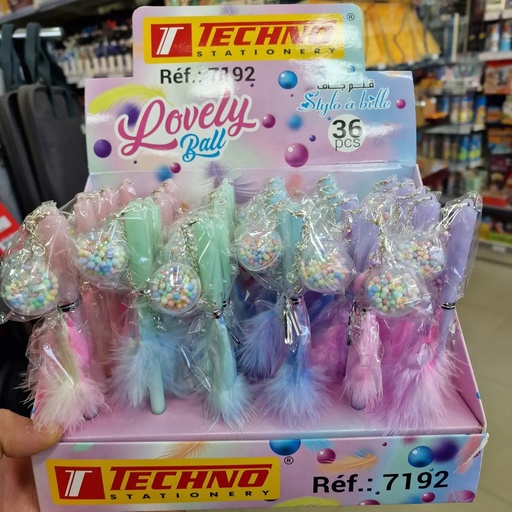 T TECHNO ®
STATIONERY
Réf.: 7192
Lovely
Ball
قلم جاف
Stylo à bille
36
pcs
T TECHNO ®
STATIONERY
Réf.: 7192